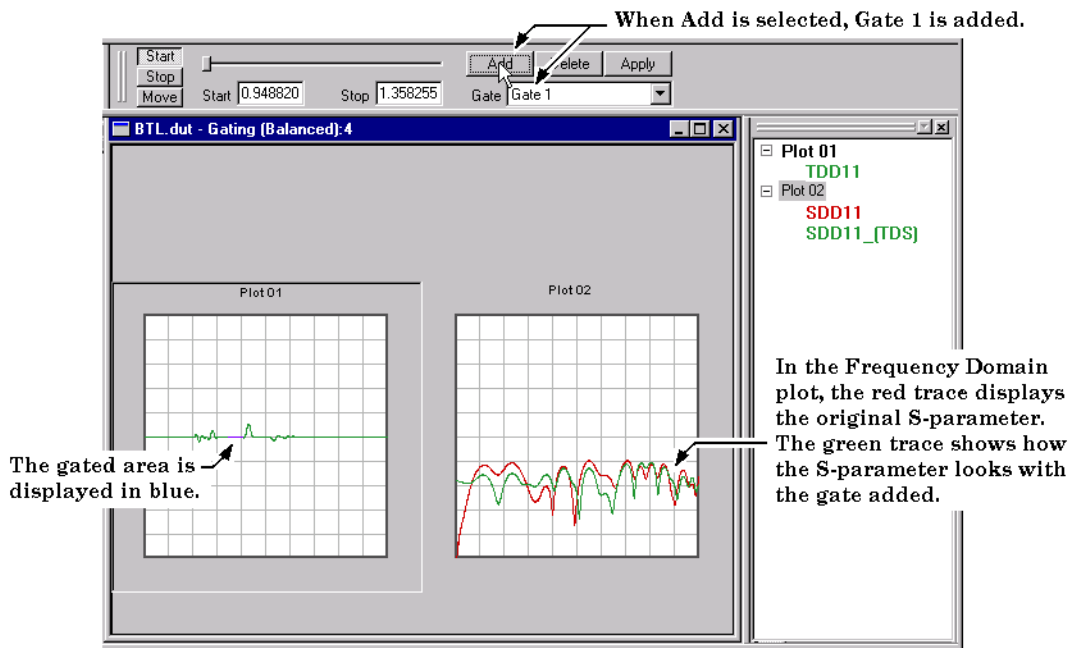 When Add is selected, Gate 1 is added.
Start
Stop
Move
Start 0.948820 Stop 1.358255
Add Delete Apply
Gate Gate 1
BTL.dut - Gating (Balanced):4
Plot 01
TDD11
Plot 02
SDD11
SDD11_(TDS)
Plot 01
Plot 02
In the Frequency Domain
plot, the red trace displays
the original S-parameter.
The green trace shows how
the S-parameter looks with
the gate added.
The gated area is
displayed in blue.